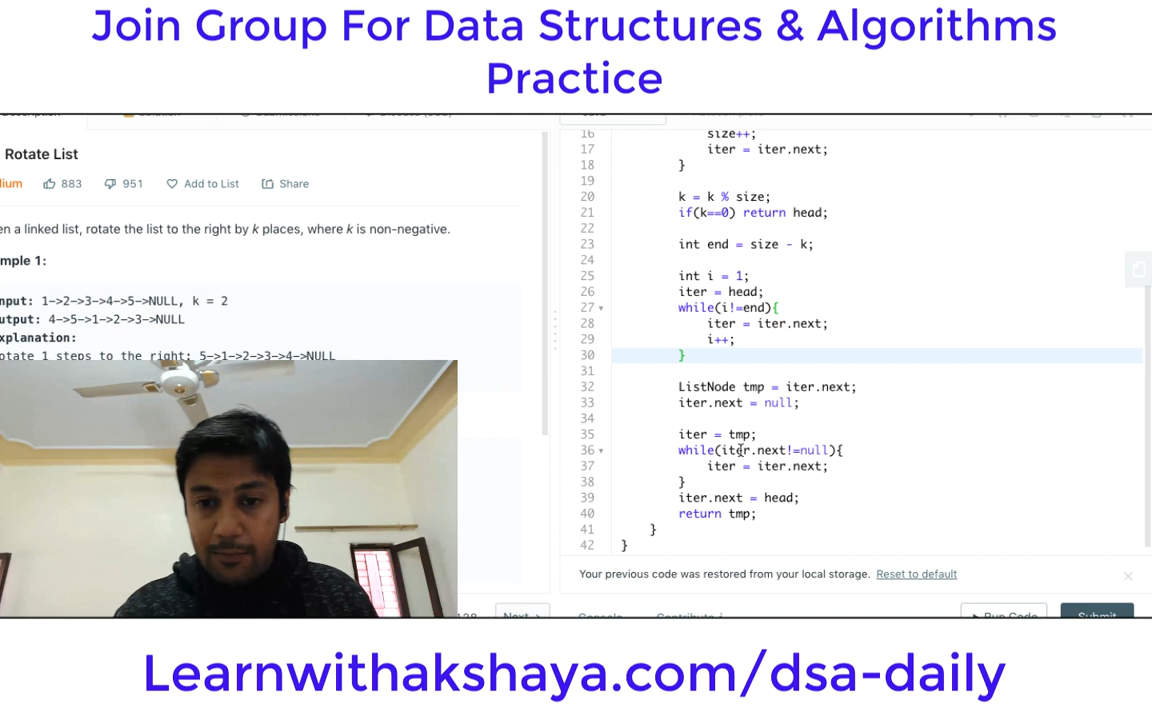 Join Group For Data Structures & Algorithms
Practice
Rotate List
883 951 Add to List Share
a linked list, rotate the list to the right by k places, where k is non-negative.
1:
1->2->3->4->5->NULL, k = 2
4->5->1->2->3->NULL
1 steps to the right: 5->1->2->3->4->NULL
Next >
16 size++;
17 iter = iter.next;
18 }
19
20 k = k % size;
21 if(k==0) return head;
22
23 int end = size - k;
24
25 int i = 1;
26 iter = head;
27 while(i!=end){
28 iter = iter.next;
29 i++;
30 }
31
32 ListNode tmp = iter.next;
33 iter.next = null;
34
35 iter = tmp;
36 while(iter.next!=null){
37 iter = iter.next;
38 }
39 iter.next = head;
40 return tmp;
41 }
42 }
Your previous code was restored from your local storage. Reset to default
Console Contribute Run Code Submit
Learnwithakshaya.com/dsa-daily